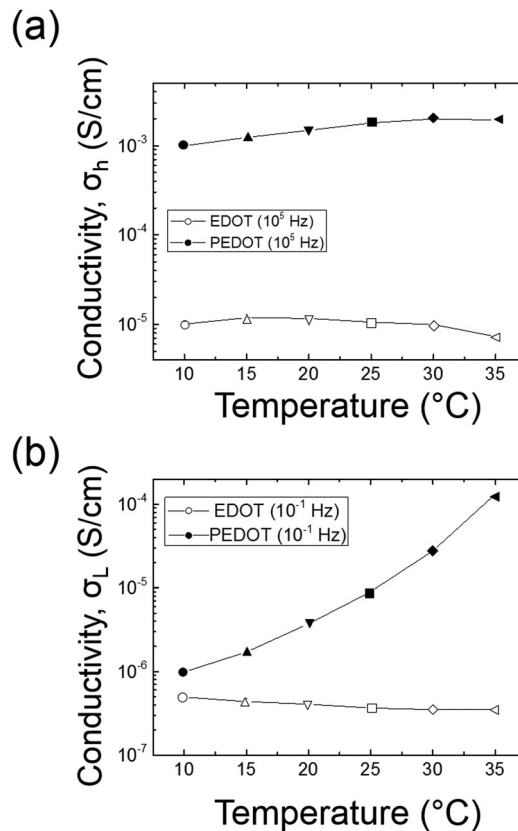 (a)
Conductivity, σh (S/cm)
10⁻³
10⁻⁴
10⁻⁵
EDOT (10⁵ Hz)
PEDOT (10⁵ Hz)
10 15 20 25 30 35
Temperature (°C)
(b)
Conductivity, σL (S/cm)
10⁻⁴
10⁻⁵
10⁻⁶
10⁻⁷
EDOT (10⁻¹ Hz)
PEDOT (10⁻¹ Hz)
10 15 20 25 30 35
Temperature (°C)